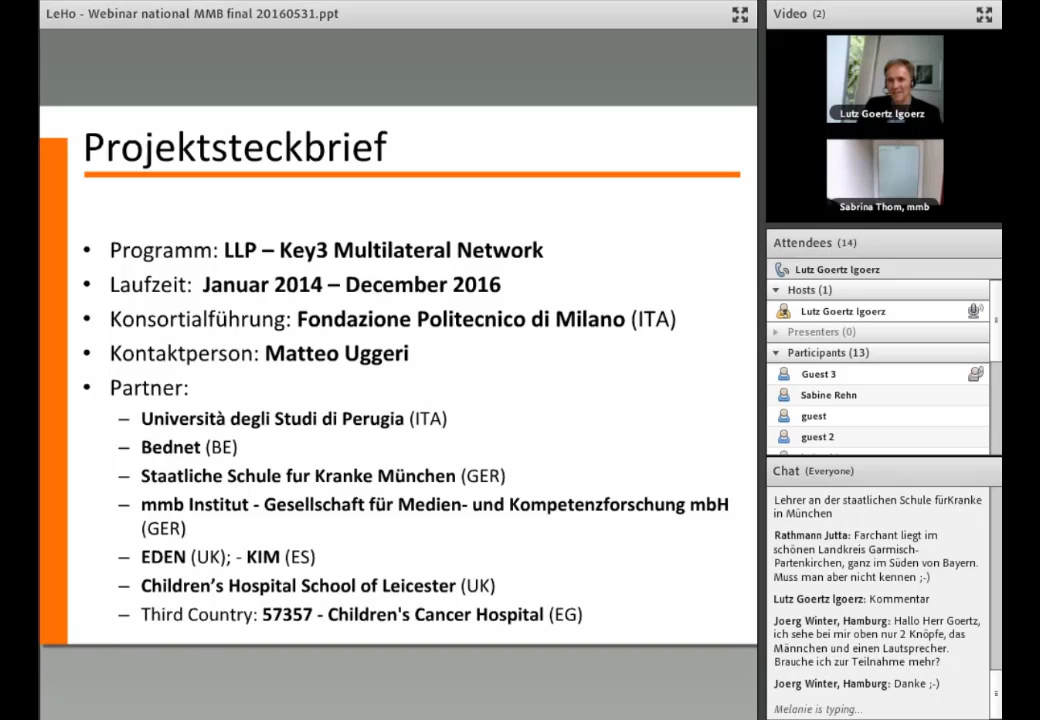 LeHo - Webinar national MMB final 20160531.ppt
Projektsteckbrief
• Programm: LLP – Key3 Multilateral Network
• Laufzeit: Januar 2014 – December 2016
• Konsortialführung: Fondazione Politecnico di Milano (ITA)
• Kontaktperson: Matteo Uggeri
• Partner:
– Università degli Studi di Perugia (ITA)
– Bednet (BE)
– Staatliche Schule fur Kranke München (GER)
– mmb Institut - Gesellschaft für Medien- und Kompetenzforschung mbH
(GER)
– EDEN (UK); - KIM (ES)
– Children’s Hospital School of Leicester (UK)
– Third Country: 57357 - Children's Cancer Hospital (EG)
Video (2)
Lutz Goertz lgoerz
Sabrina Thom, mmb
Attendees (14)
Lutz Goertz lgoerz
Hosts (1)
Lutz Goertz lgoerz
Presenters (0)
Participants (13)
Guest 3
Sabine Rehn
guest
guest 2
Chat (Everyone)
Lehrer an der staatlichen Schule fürKranke
in München
Rathmann Jutta: Farchant liegt im
schönen Landkreis Garmisch-
Partenkirchen, ganz im Süden von Bayern.
Muss man aber nicht kennen ;-)
Lutz Goertz lgoerz: Kommentar
Joerg Winter, Hamburg: Hallo Herr Goertz,
ich sehe bei mir oben nur 2 Knöpfe, das
Männchen und einen Lautsprecher.
Brauche ich zur Teilnahme mehr?
Joerg Winter, Hamburg: Danke ;-)
Melanie is typing...